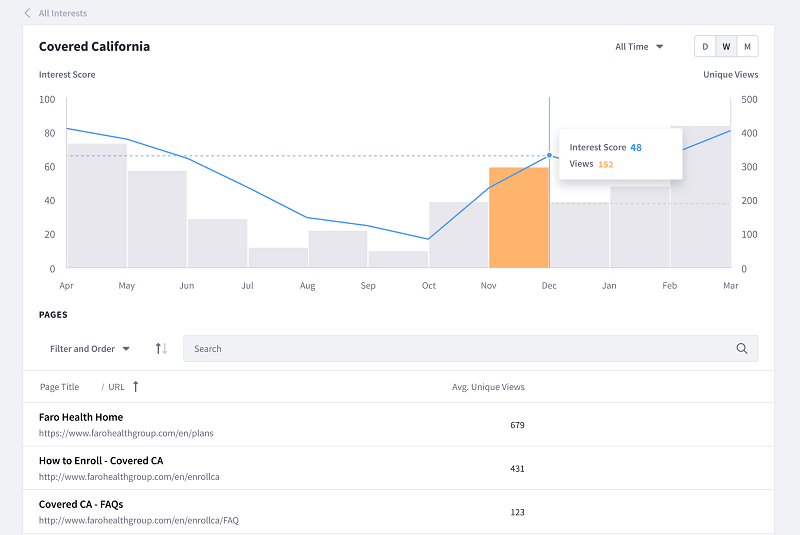 All Interests
Covered California
All Time
D W M
Interest Score
Unique Views
100
80
60
40
20
0
500
400
300
200
100
0
Interest Score 48
Views 152
Apr May Jun Jul Aug Sep Oct Nov Dec Jan Feb Mar
PAGES
Filter and Order
Search
Page Title / URL
Avg. Unique Views
Faro Health Home
https://www.farohealthgroup.com/en/plans
679
How to Enroll - Covered CA
http://www.farohealthgroup.com/en/enrollca
431
Covered CA - FAQs
http://www.farohealthgroup.com/en/enrollca/FAQ
123